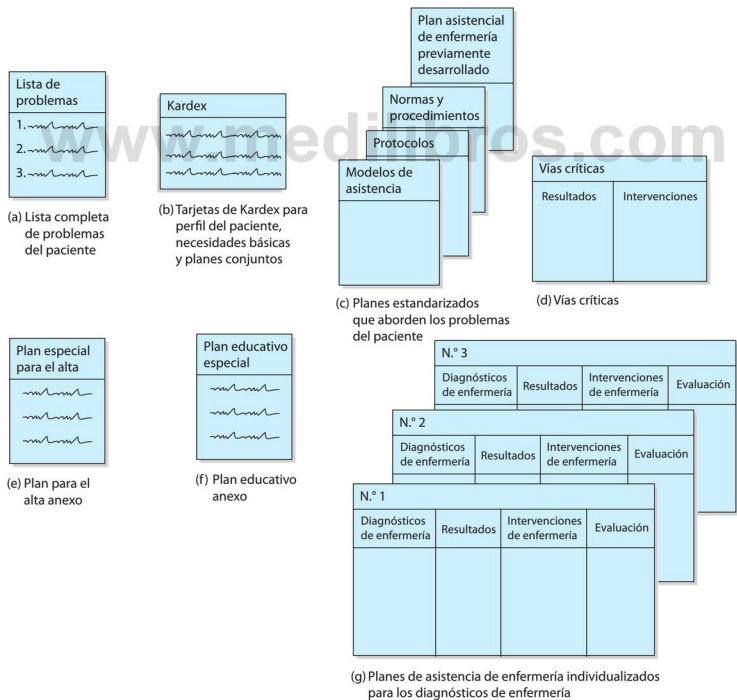 www.medilibros.com
Lista de
problemas
1.
2.
3.
(a) Lista completa
de problemas
del paciente
Kardex
(b) Tarjetas de Kardex para
perfil del paciente,
necesidades básicas
y planes conjuntos
Plan asistencial
de enfermería
previamente
desarrollado
Normas y
procedimientos
Protocolos
Modelos de
asistencia
(c) Planes estandarizados
que aborden los problemas
del paciente
Vías críticas
Resultados Intervenciones
(d) Vías críticas
Plan especial
para el alta
(e) Plan para el
alta anexo
Plan educativo
especial
(f) Plan educativo
anexo
N.° 3
Diagnósticos
de enfermería
Resultados
Intervenciones
de enfermería
Evaluación
N.° 2
Diagnósticos
de enfermería
Resultados
Intervenciones
de enfermería
Evaluación
N.° 1
Diagnósticos
de enfermería
Resultados
Intervenciones
de enfermería
Evaluación
(g) Planes de asistencia de enfermería individualizados
para los diagnósticos de enfermería